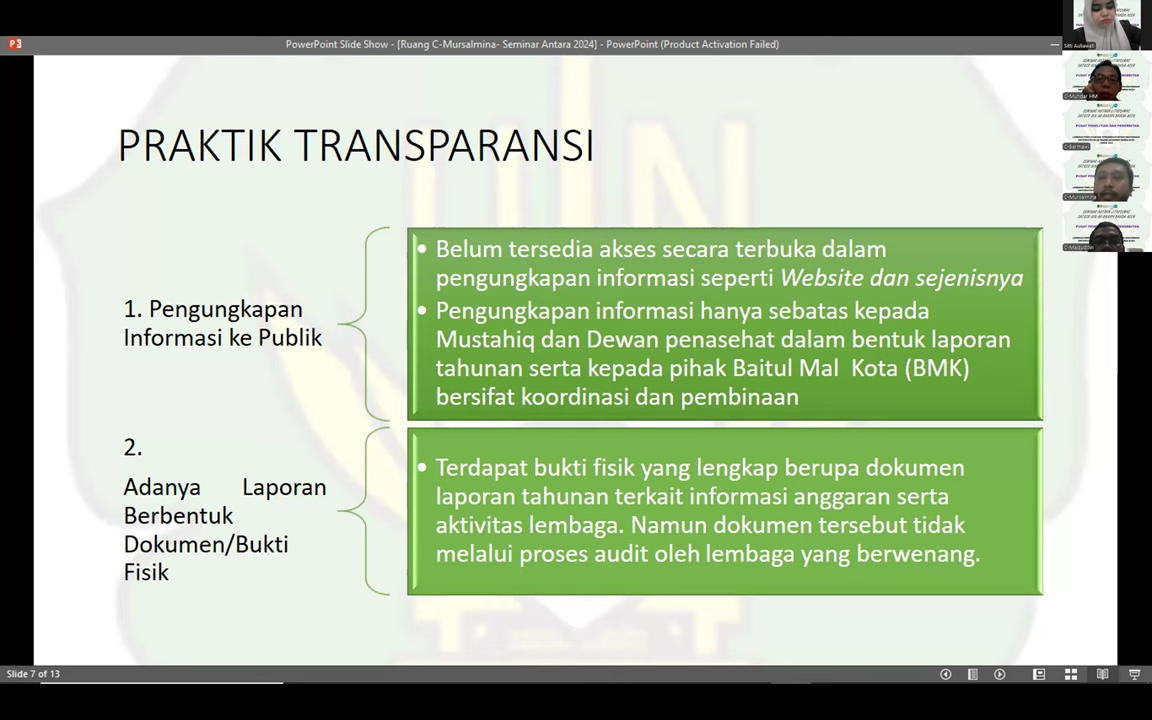 PowerPoint Slide Show - [Ruang C-Mursalmina- Seminar Antara 2024] - PowerPoint (Product Activation Failed)
PRAKTIK TRANSPARANSI
1. Pengungkapan
Informasi ke Publik
• Belum tersedia akses secara terbuka dalam
pengungkapan informasi seperti Website dan sejenisnya
• Pengungkapan informasi hanya sebatas kepada
Mustahiq dan Dewan penasehat dalam bentuk laporan
tahunan serta kepada pihak Baitul Mal Kota (BMK)
bersifat koordinasi dan pembinaan
2.
Adanya Laporan
Berbentuk
Dokumen/Bukti
Fisik
• Terdapat bukti fisik yang lengkap berupa dokumen
laporan tahunan terkait informasi anggaran serta
aktivitas lembaga. Namun dokumen tersebut tidak
melalui proses audit oleh lembaga yang berwenang.
Slide 7 of 13